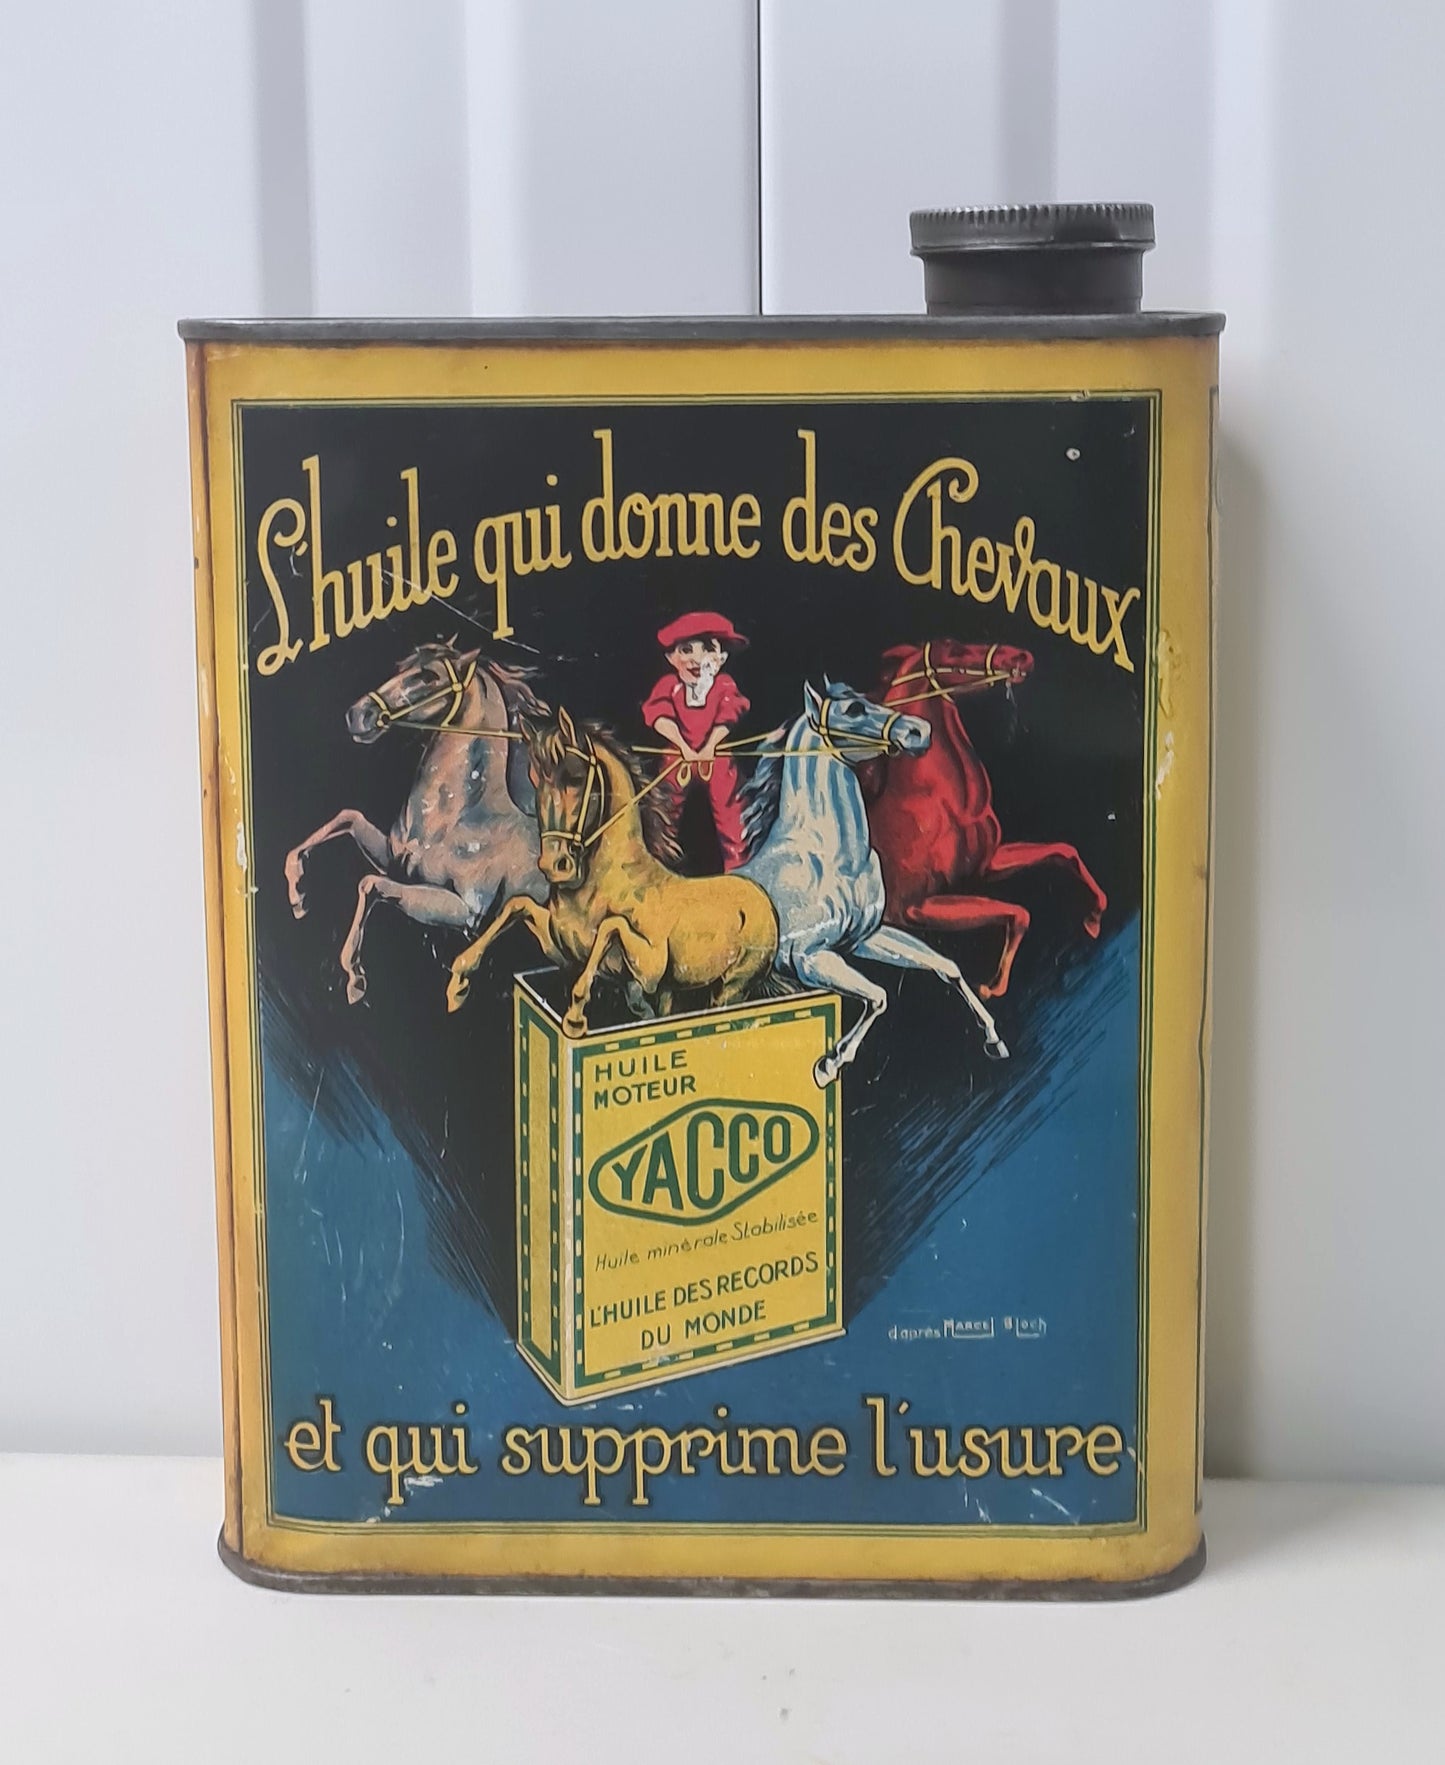 L'huile qui donne des Chevaux
HUILE
MOTEUR
YACCO
Huile minérale Stabilisée
L'HUILE DES RECORDS
DU MONDE
d'après MARCEL BLOCH
et qui supprime l'usure